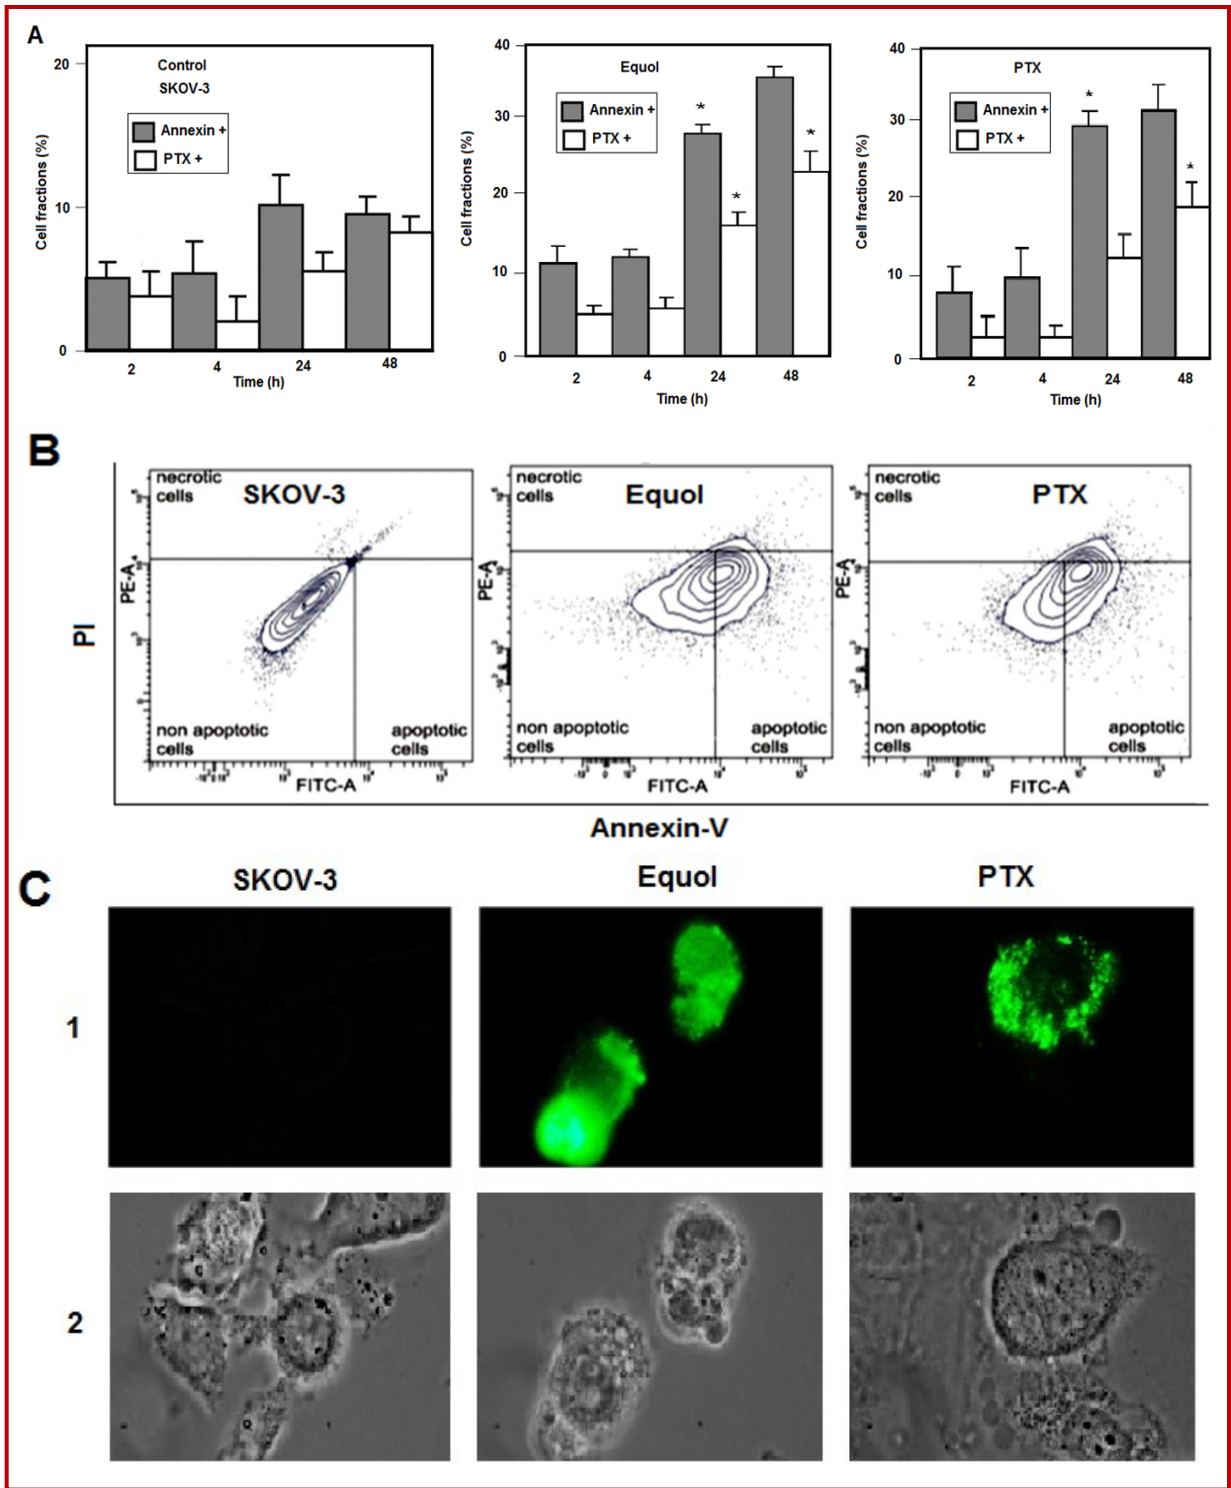 A
Control
SKOV-3
Annexin +
PTX +
Cell fractions (%)
20
10
0
2 4 24 48
Time (h)
Equol
Annexin +
PTX +
Cell fractions (%)
40
30
20
10
0
* * *
2 4 24 48
Time (h)
PTX
Annexin +
PTX +
Cell fractions (%)
40
30
20
10
0
* *
2 4 24 48
Time (h)
B
PI
necrotic
cells
SKOV-3
PE-A
non apoptotic
cells
apoptotic
cells
FITC-A
necrotic
cells
Equol
PE-A
non apoptotic
cells
apoptotic
cells
FITC-A
necrotic
cells
PTX
PE-A
non apoptotic
cells
apoptotic
cells
FITC-A
Annexin-V
C
SKOV-3 Equol PTX
1
2